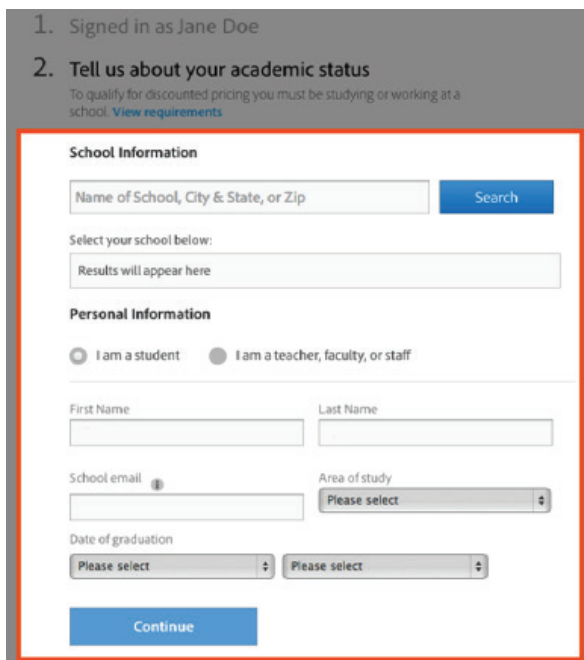 1. Signed in as Jane Doe
2. Tell us about your academic status
To qualify for discounted pricing you must be studying or working at a
school. View requirements
School Information
Name of School, City & State, or Zip
Search
Select your school below:
Results will appear here
Personal Information
I am a student I am a teacher, faculty, or staff
First Name Last Name
School email Area of study
Please select
Date of graduation
Please select Please select
Continue